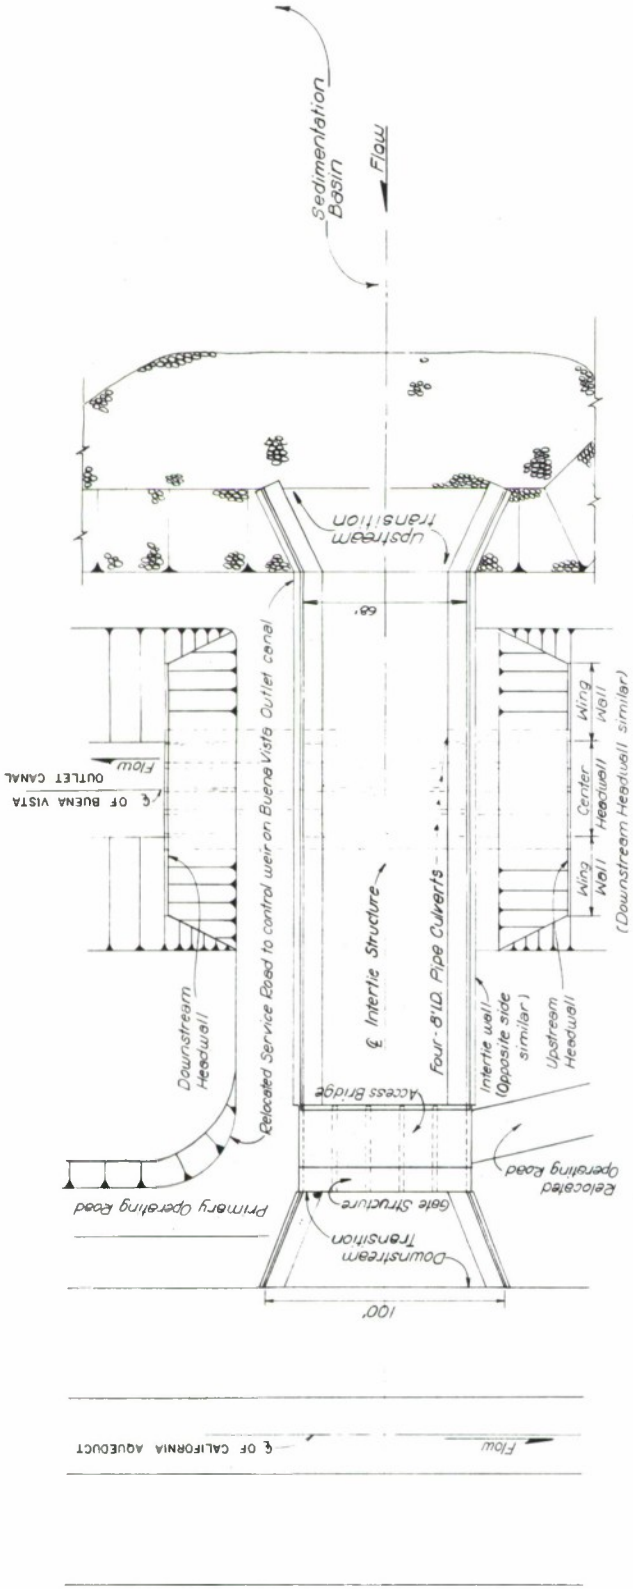 Sedimentation
Basin
Flow
Upstream
transition
68'
Relocated Service Road to control weir on Buena Vista Outlet canal
Flow
℄ OF BUENA VISTA
OUTLET CANAL
Downstream
Headwall
℄ Intertie Structure
Four-8'I.D. Pipe Culverts
Wing
Wall
Center
Headwall
Wing
Wall
(Downstream Headwall similar)
Intertie wall
(Opposite side
similar)
Upstream
Headwall
Access Bridge
Relocated
Operating Road
Primary Operating Road
Gate Structure
Downstream
Transition
100'
℄ OF CALIFORNIA AQUEDUCT
Flow